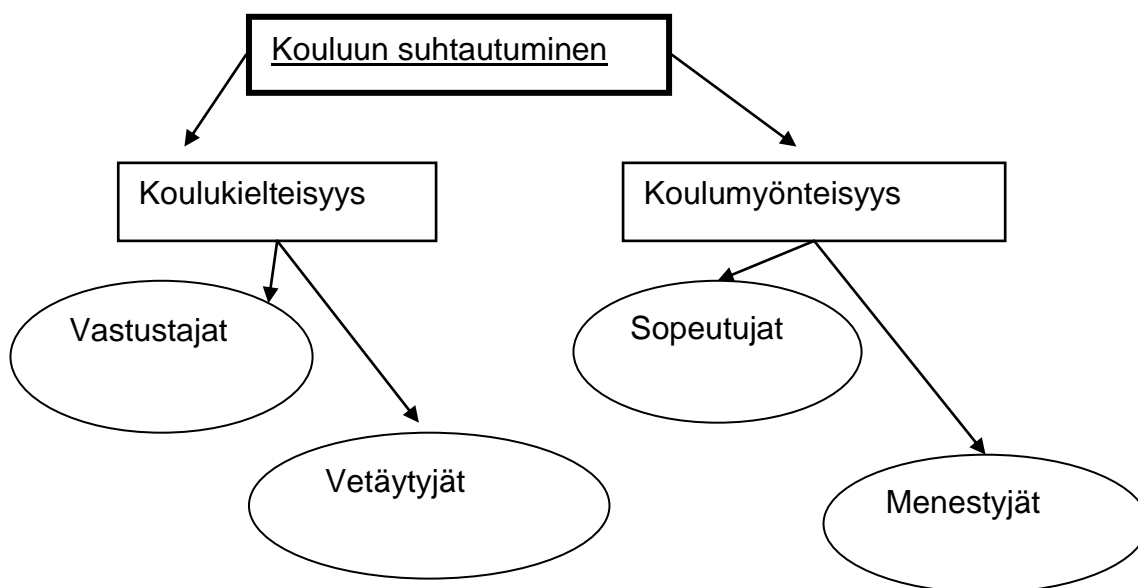 Kouluun suhtautuminen
Koulukielteisyys
Koulumyönteisyys
Vastustajat
Sopeutujat
Vetäytyjät
Menestyjät